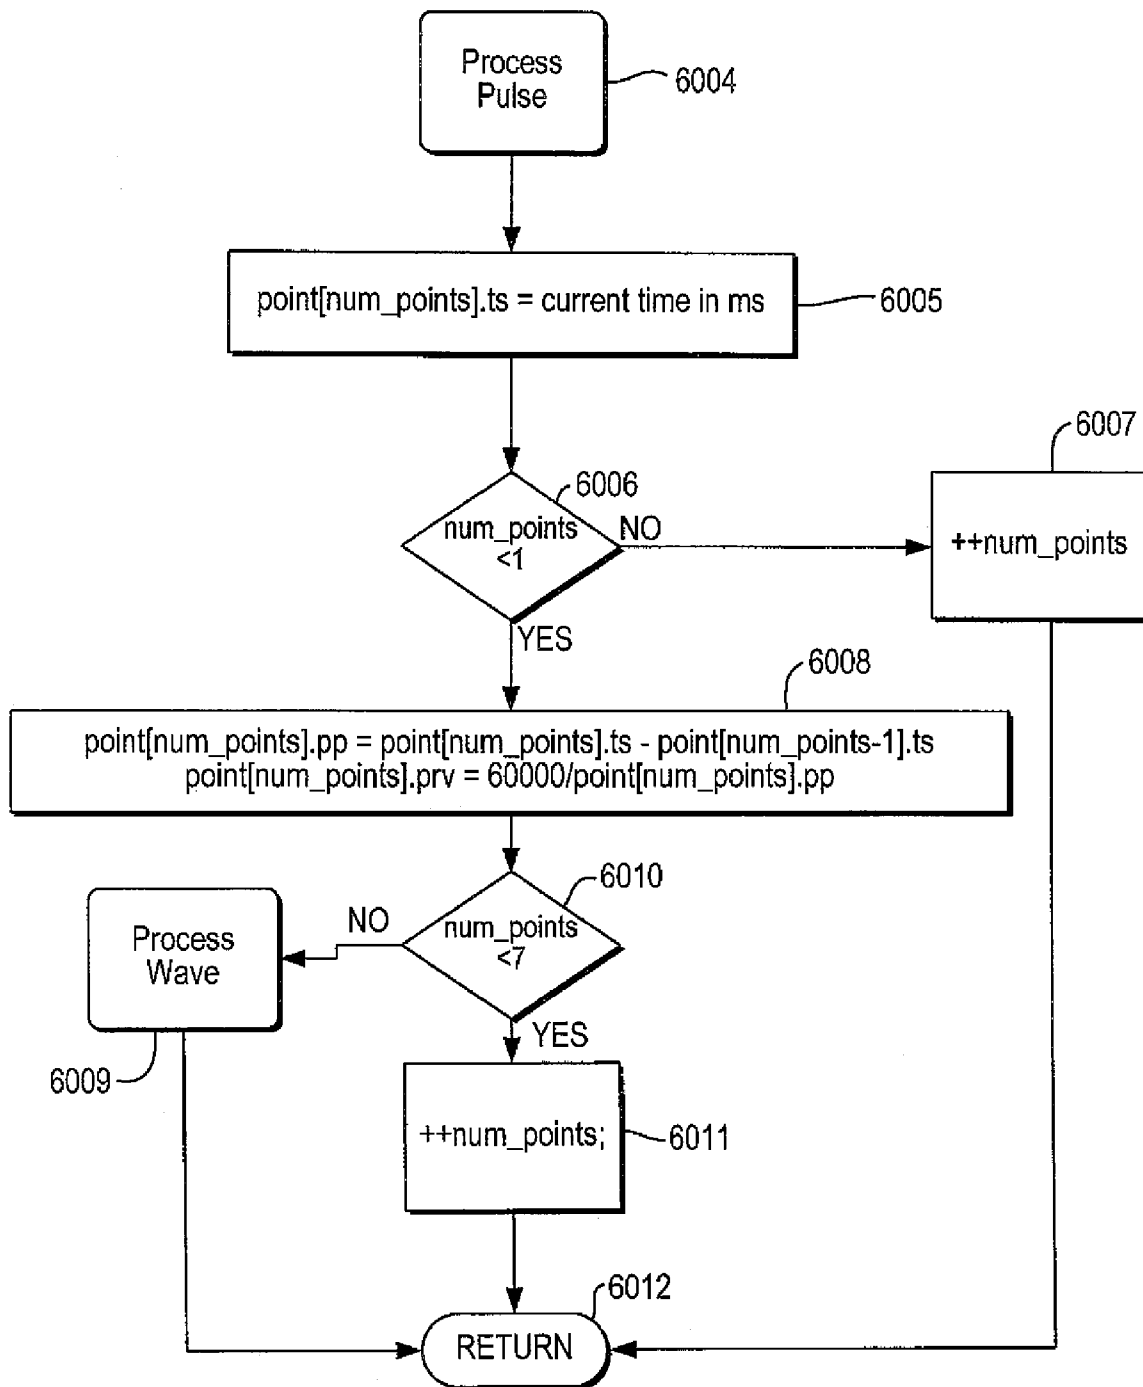 Process
Pulse
6004
point[num_points].ts = current time in ms
6005
6006
num_points
<1
NO
YES
6007
++num_points
6008
point[num_points].pp = point[num_points].ts - point[num_points-1].ts
point[num_points].prv = 60000/point[num_points].pp
6010
num_points
<7
NO
YES
Process
Wave
6009
++num_points;
6011
6012
RETURN